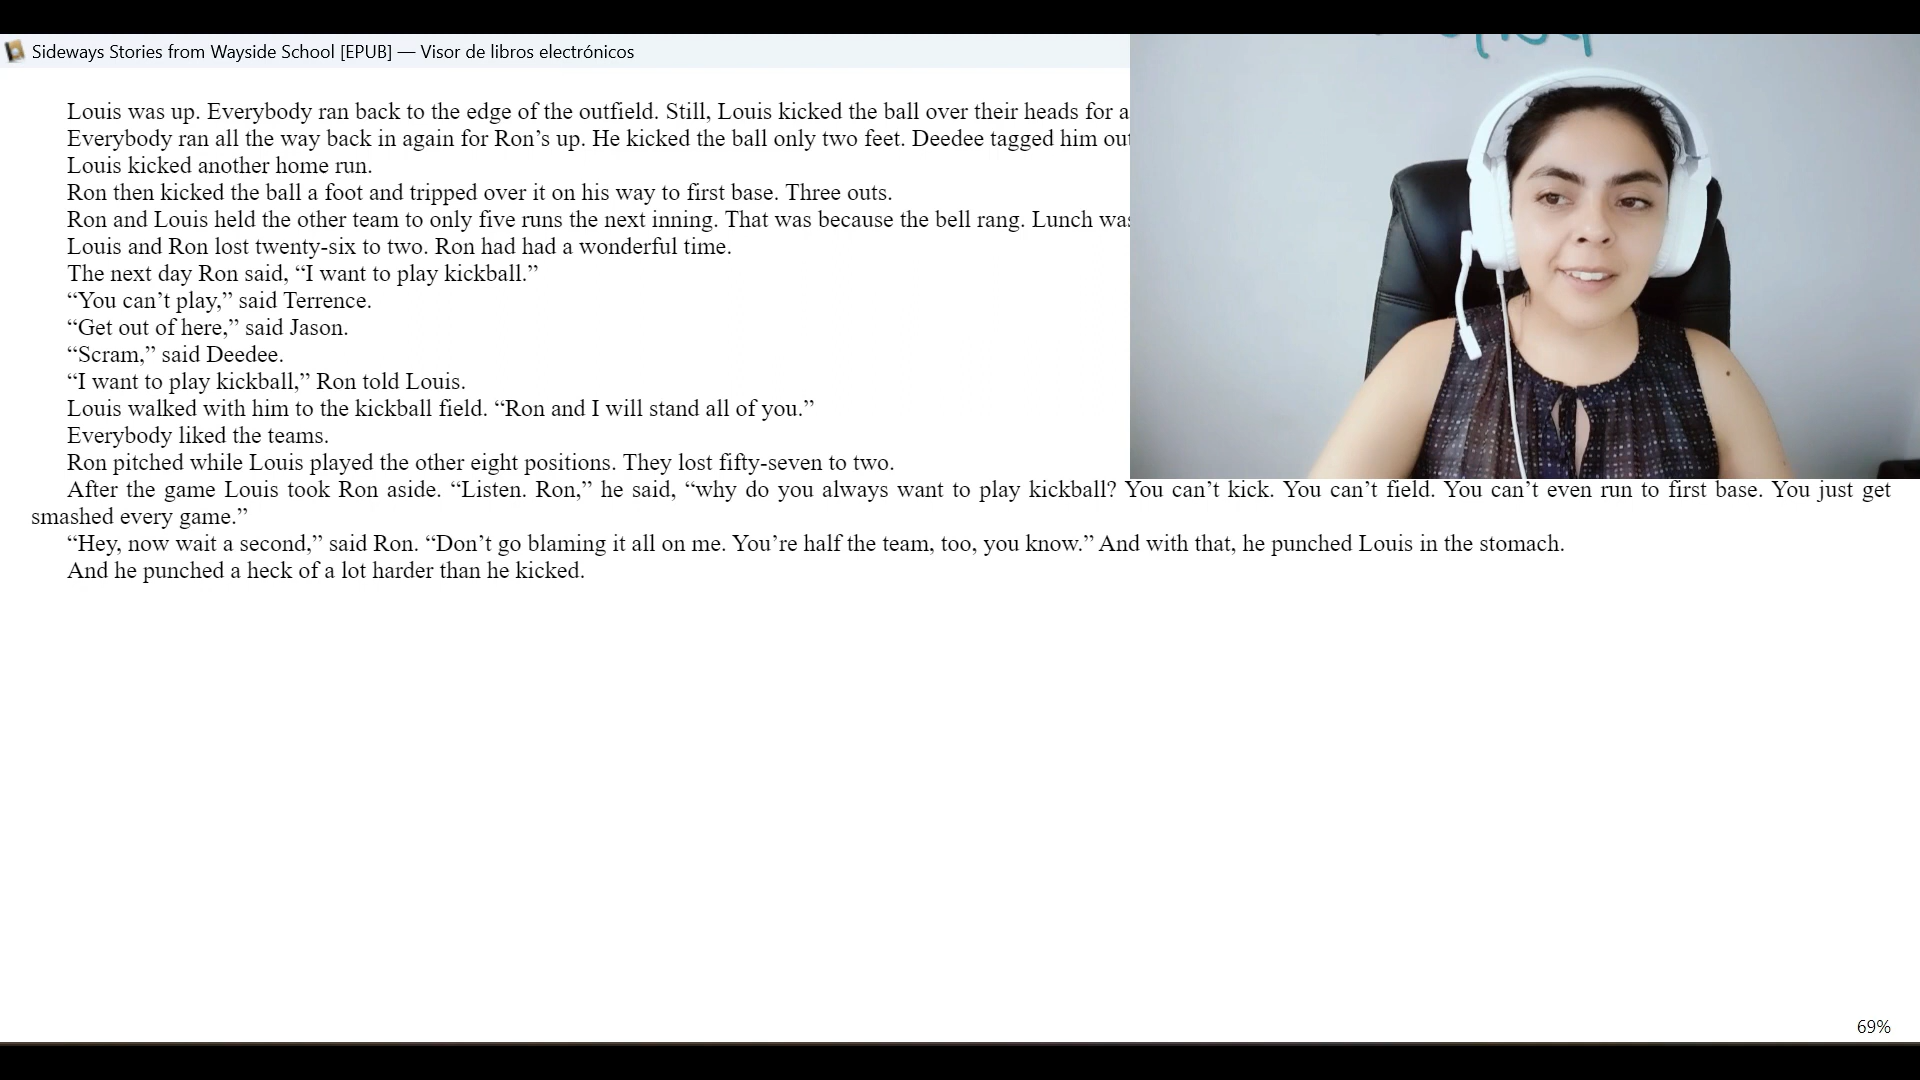 Sideways Stories from Wayside School [EPUB] — Visor de libros electrónicos
Louis was up. Everybody ran back to the edge of the outfield. Still, Louis kicked the ball over their heads for a
Everybody ran all the way back in again for Ron’s up. He kicked the ball only two feet. Deedee tagged him out
Louis kicked another home run.
Ron then kicked the ball a foot and tripped over it on his way to first base. Three outs.
Ron and Louis held the other team to only five runs the next inning. That was because the bell rang. Lunch was
Louis and Ron lost twenty-six to two. Ron had had a wonderful time.
The next day Ron said, “I want to play kickball.”
“You can’t play,” said Terrence.
“Get out of here,” said Jason.
“Scram,” said Deedee.
“I want to play kickball,” Ron told Louis.
Louis walked with him to the kickball field. “Ron and I will stand all of you.”
Everybody liked the teams.
Ron pitched while Louis played the other eight positions. They lost fifty-seven to two.
After the game Louis took Ron aside. “Listen. Ron,” he said, “why do you always want to play kickball? You can’t kick. You can’t field. You can’t even run to first base. You just get
smashed every game.”
“Hey, now wait a second,” said Ron. “Don’t go blaming it all on me. You’re half the team, too, you know.” And with that, he punched Louis in the stomach.
And he punched a heck of a lot harder than he kicked.
69%